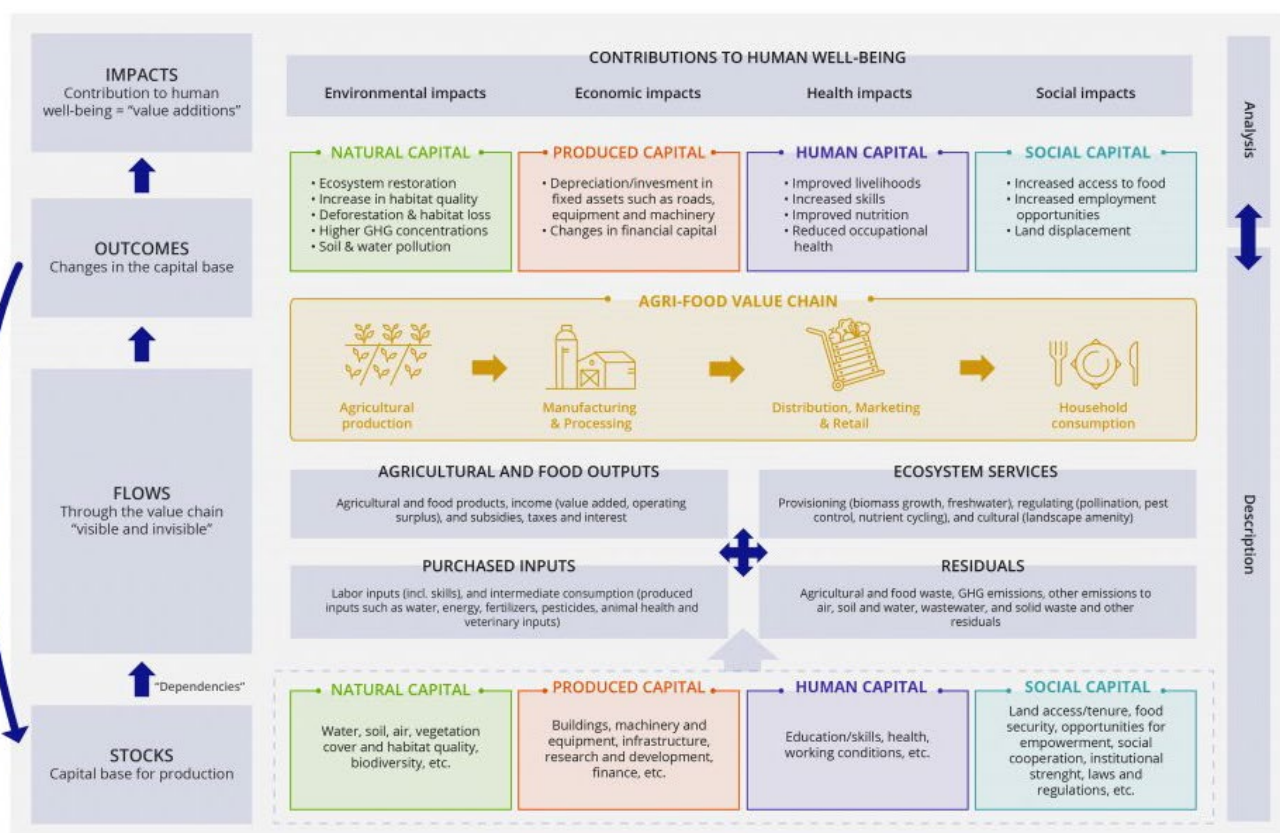 IMPACTS
Contribution to human
well-being = “value additions”
OUTCOMES
Changes in the capital base
FLOWS
Through the value chain
“visible and invisible”
“Dependencies”
STOCKS
Capital base for production
CONTRIBUTIONS TO HUMAN WELL-BEING
Environmental impacts
Economic impacts
Health impacts
Social impacts
NATURAL CAPITAL
• Ecosystem restoration
• Increase in habitat quality
• Deforestation & habitat loss
• Higher GHG concentrations
• Soil & water pollution
PRODUCED CAPITAL
• Depreciation/invesment in
fixed assets such as roads,
equipment and machinery
• Changes in financial capital
HUMAN CAPITAL
• Improved livelihoods
• Increased skills
• Improved nutrition
• Reduced occupational
health
SOCIAL CAPITAL
• Increased access to food
• Increased employment
opportunities
• Land displacement
AGRI-FOOD VALUE CHAIN
Agricultural
production
Manufacturing
& Processing
Distribution, Marketing
& Retail
Household
consumption
AGRICULTURAL AND FOOD OUTPUTS
Agricultural and food products, income (value added, operating
surplus), and subsidies, taxes and interest
ECOSYSTEM SERVICES
Provisioning (biomass growth, freshwater), regulating (pollination, pest
control, nutrient cycling), and cultural (landscape amenity)
PURCHASED INPUTS
Labor inputs (incl. skills), and intermediate consumption (produced
inputs such as water, energy, fertilizers, pesticides, animal health and
veterinary inputs)
RESIDUALS
Agricultural and food waste, GHG emissions, other emissions to
air, soil and water, wastewater, and solid waste and other
residuals
NATURAL CAPITAL
Water, soil, air, vegetation
cover and habitat quality,
biodiversity, etc.
PRODUCED CAPITAL
Buildings, machinery and
equipment, infrastructure,
research and development,
finance, etc.
HUMAN CAPITAL
Education/skills, health,
working conditions, etc.
SOCIAL CAPITAL
Land access/tenure, food
security, opportunities for
empowerment, social
cooperation, institutional
strenght, laws and
regulations, etc.
Analysis
Description